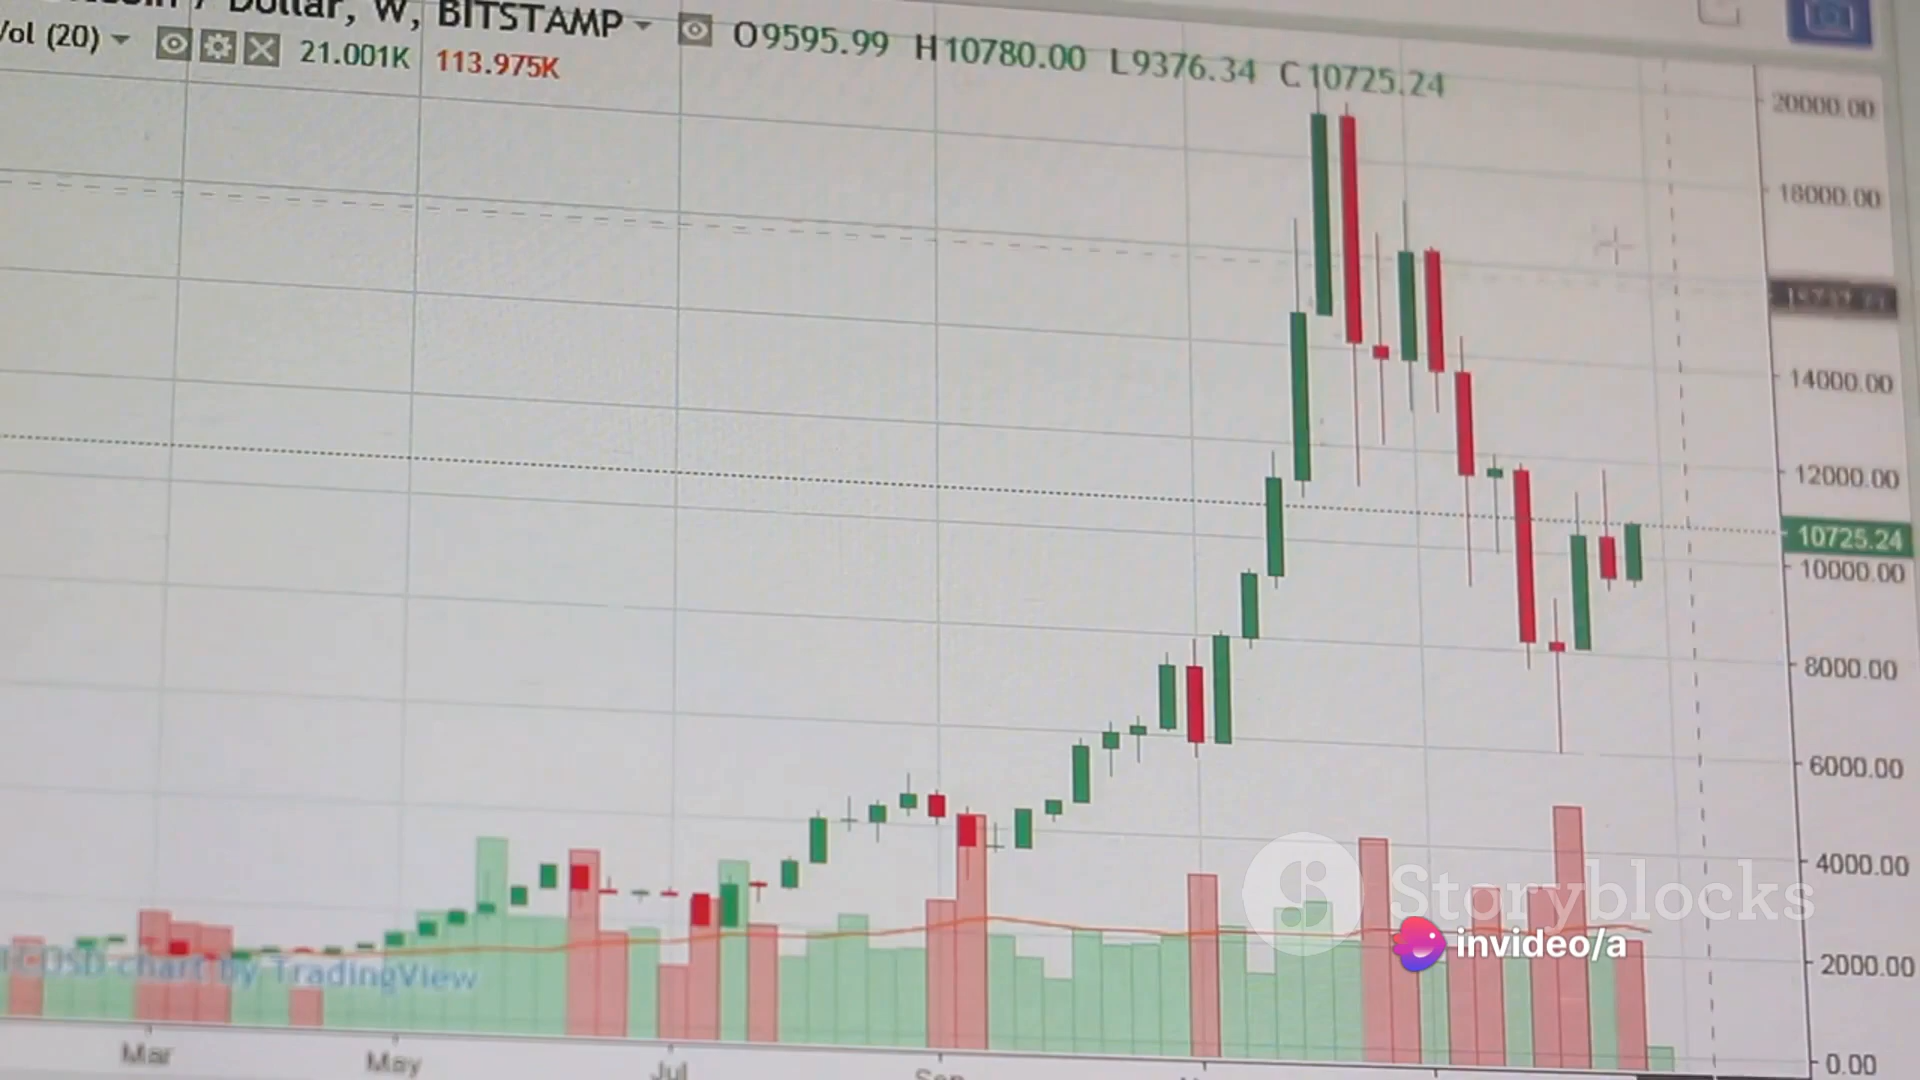 Dollar, W, BITSTAMP O9595.99 H10780.00 L9376.34 C10725.24
Vol (20) 21.001K 113.975K
20000.00
18000.00
14000.00
12000.00
10725.24
10000.00
8000.00
6000.00
4000.00
Storyblocks
invideo/a
chart by TradingView
2000.00
0.00
Mar May Jul Sep